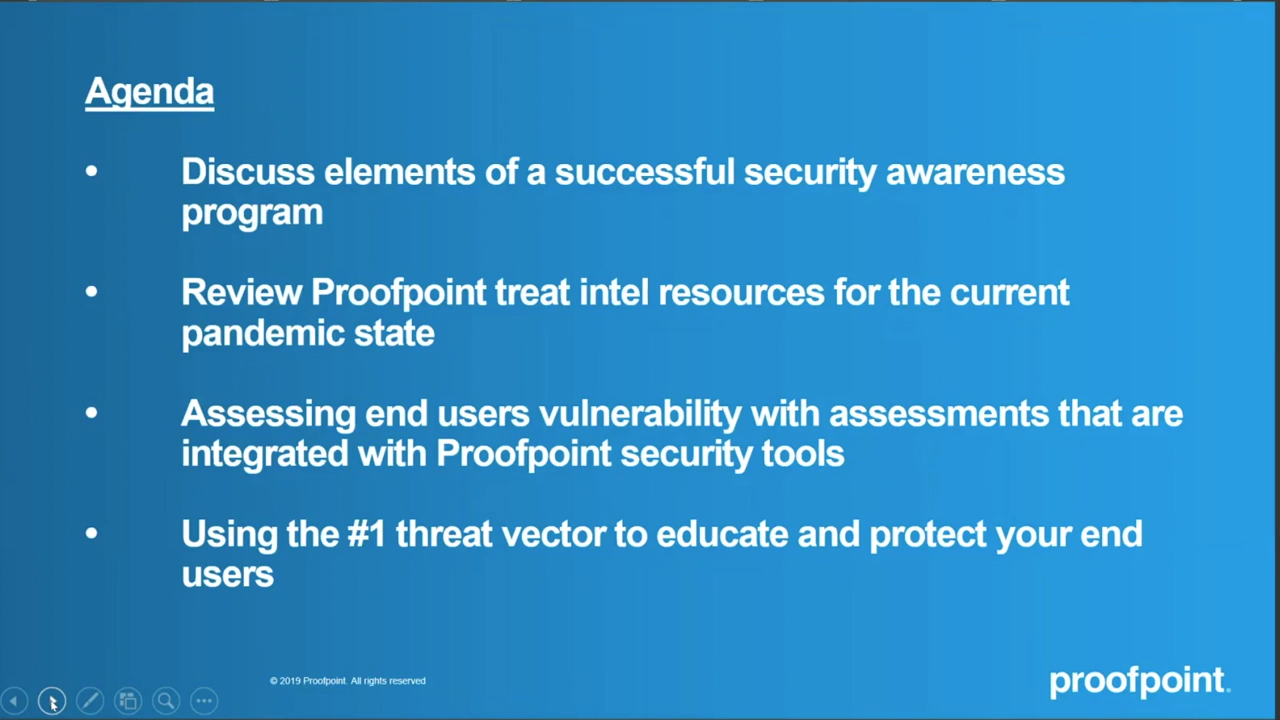 Agenda
• Discuss elements of a successful security awareness
program
• Review Proofpoint treat intel resources for the current
pandemic state
• Assessing end users vulnerability with assessments that are
integrated with Proofpoint security tools
• Using the #1 threat vector to educate and protect your end
users
© 2019 Proofpoint. All rights reserved
proofpoint.